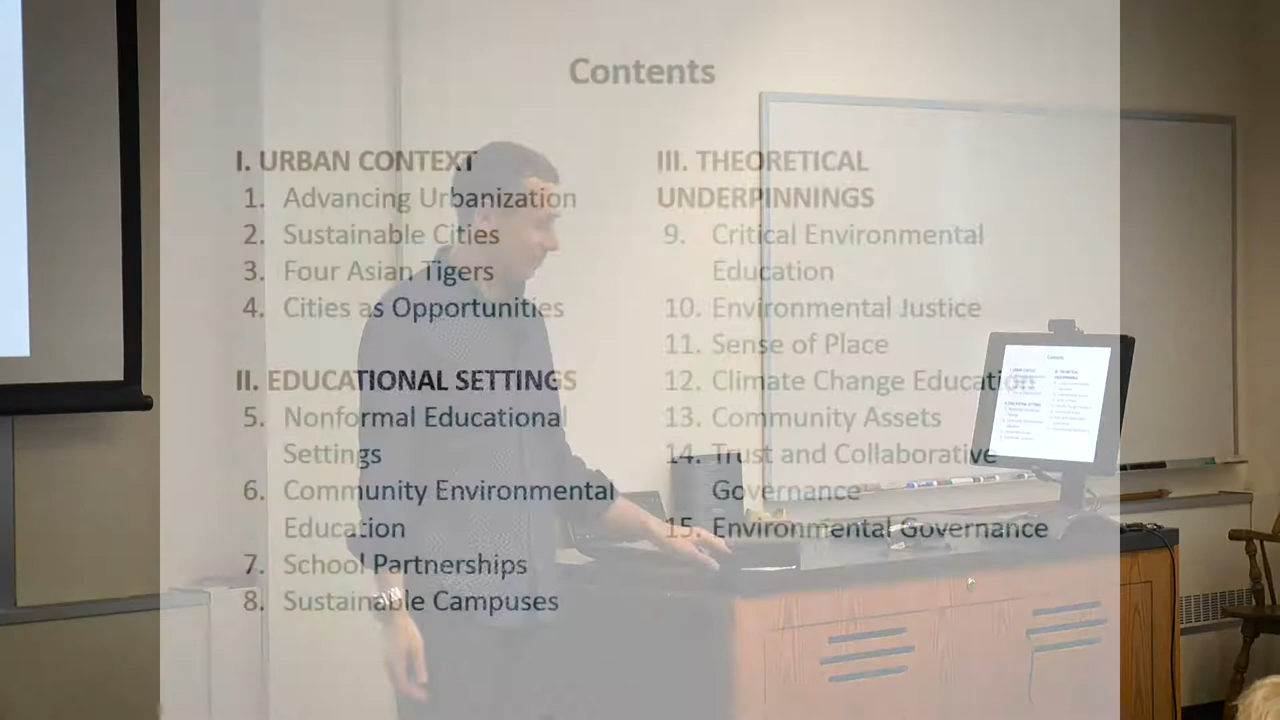 Contents
I. URBAN CONTEXT
1. Advancing Urbanization
2. Sustainable Cities
3. Four Asian Tigers
4. Cities as Opportunities
II. EDUCATIONAL SETTINGS
5. Nonformal Educational
Settings
6. Community Environmental
Education
7. School Partnerships
8. Sustainable Campuses
III. THEORETICAL
UNDERPINNINGS
9. Critical Environmental
Education
10. Environmental Justice
11. Sense of Place
12. Climate Change Education
13. Community Assets
14. Trust and Collaborative
Governance
15. Environmental Governance
Contents